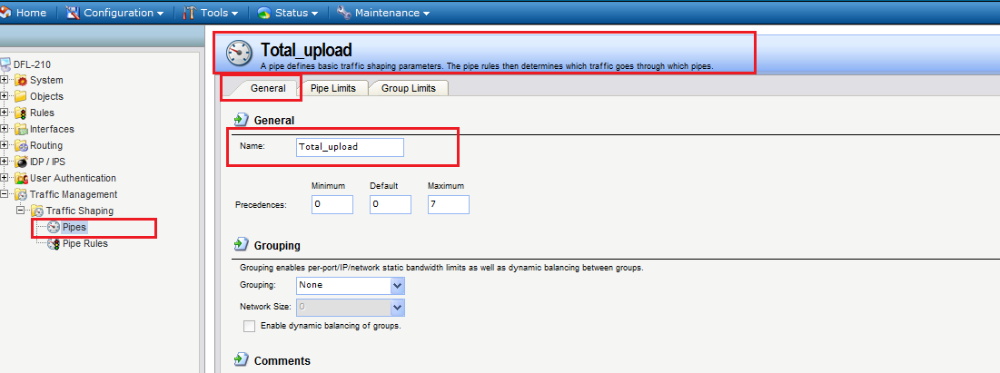 Home Configuration Tools Status Maintenance
DFL-210
System
Objects
Rules
Interfaces
Routing
IDP / IPS
User Authentication
Traffic Management
Traffic Shaping
Pipes
Pipe Rules
Total_upload
A pipe defines basic traffic shaping parameters. The pipe rules then determines which traffic goes through which pipes.
General Pipe Limits Group Limits
General
Name: Total_upload
Minimum Default Maximum
Precedences: 0 0 7
Grouping
Grouping enables per-port/IP/network static bandwidth limits as well as dynamic balancing between groups.
Grouping: None
Network Size: 0
Enable dynamic balancing of groups.
Comments